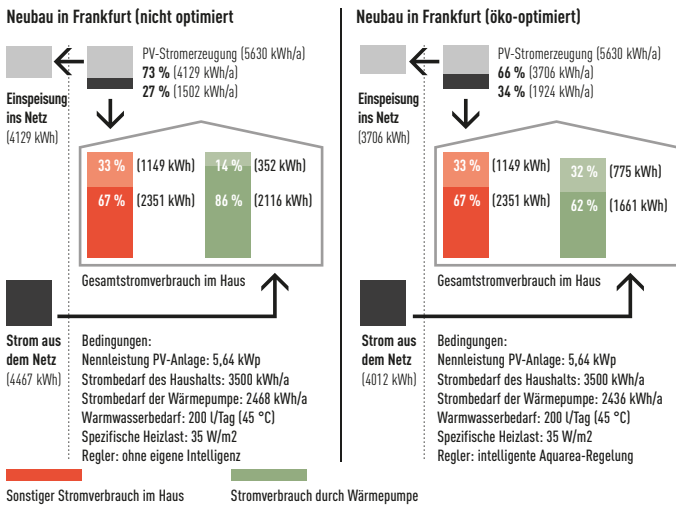 Neubau in Frankfurt (nicht optimiert
PV-Stromerzeugung (5630 kWh/a)
73 % (4129 kWh/a)
27 % (1502 kWh/a)
Einspeisung
ins Netz
(4129 kWh)
33 % (1149 kWh)
14 % (352 kWh)
67 % (2351 kWh)
86 % (2116 kWh)
Gesamtstromverbrauch im Haus
Strom aus
dem Netz
(4467 kWh)
Bedingungen:
Nennleistung PV-Anlage: 5,64 kWp
Strombedarf des Haushalts: 3500 kWh/a
Strombedarf der Wärmepumpe: 2468 kWh/a
Warmwasserbedarf: 200 l/Tag (45 °C)
Spezifische Heizlast: 35 W/m2
Regler: ohne eigene Intelligenz
Neubau in Frankfurt (öko-optimiert)
PV-Stromerzeugung (5630 kWh/a)
66 % (3706 kWh/a)
34 % (1924 kWh/a)
Einspeisung
ins Netz
(3706 kWh)
33 % (1149 kWh)
32 % (775 kWh)
67 % (2351 kWh)
62 % (1661 kWh)
Gesamtstromverbrauch im Haus
Strom aus
dem Netz
(4012 kWh)
Bedingungen:
Nennleistung PV-Anlage: 5,64 kWp
Strombedarf des Haushalts: 3500 kWh/a
Strombedarf der Wärmepumpe: 2436 kWh/a
Warmwasserbedarf: 200 l/Tag (45 °C)
Spezifische Heizlast: 35 W/m2
Regler: intelligente Aquarea-Regelung
Sonstiger Stromverbrauch im Haus
Stromverbrauch durch Wärmepumpe